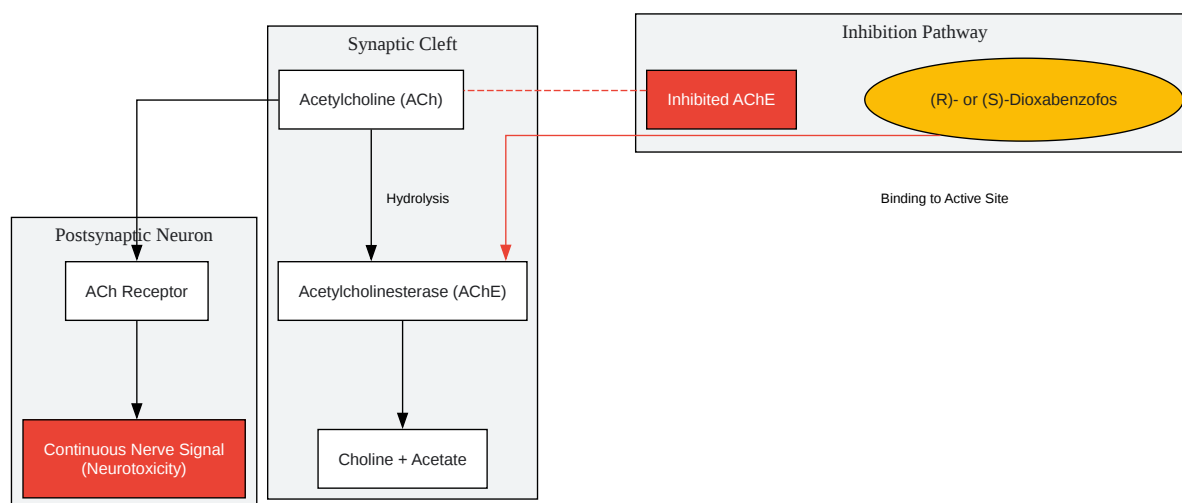 Synaptic Cleft
Inhibition Pathway
Acetylcholine (ACh)
Inhibited AChE
(R)- or (S)-Dioxabenzofos
Hydrolysis
Binding to Active Site
Postsynaptic Neuron
ACh Receptor
Acetylcholinesterase (AChE)
Continuous Nerve Signal
(Neurotoxicity)
Choline + Acetate